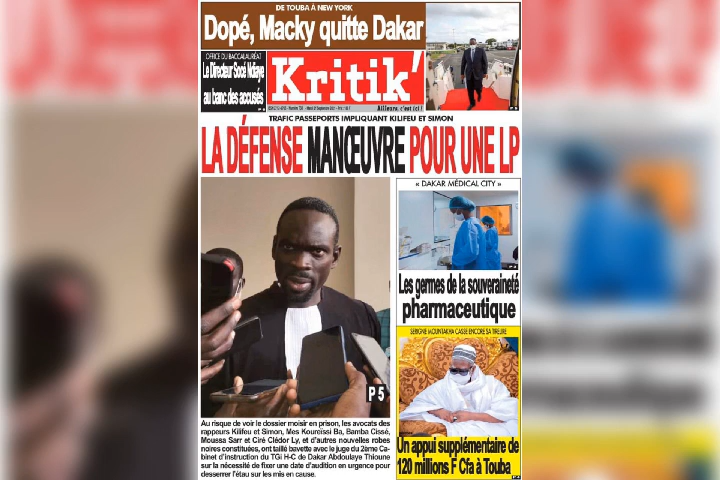 DE TOUBA À NEW YORK
Dopé, Macky quitte Dakar
OFFICE DU BACCALAURÉAT
Le Directeur Socé Ndiaye
au banc des accusés
Kritik'
Ailleurs, c'est ici !
TRAFIC PASSEPORTS IMPLIQUANT KILIFEU ET SIMON
LA DÉFENSE MANŒUVRE POUR UNE LP
P 5
Au risque de voir le dossier moisir en prison, les avocats des
rappeurs Kilifeu et Simon, Mes Koureïssi Ba, Bamba Cissé,
Moussa Sarr et Ciré Clédor Ly, et d'autres nouvelles robes
noires constituées, ont taillé bavette avec le juge du 2ème Ca-
binet d'instruction du TGi H-C de Dakar Abdoulaye Thioune
sur la nécessité de fixer une date d'audition en urgence pour
desserrer l'étau sur les mis en cause.
« DAKAR MÉDICAL CITY »
Les germes de la souveraineté
pharmaceutique
SERIGNE MOUNTAKHA CASSE ENCORE SA TIRELIRE
Un appui supplémentaire de
120 millions F Cfa à Touba